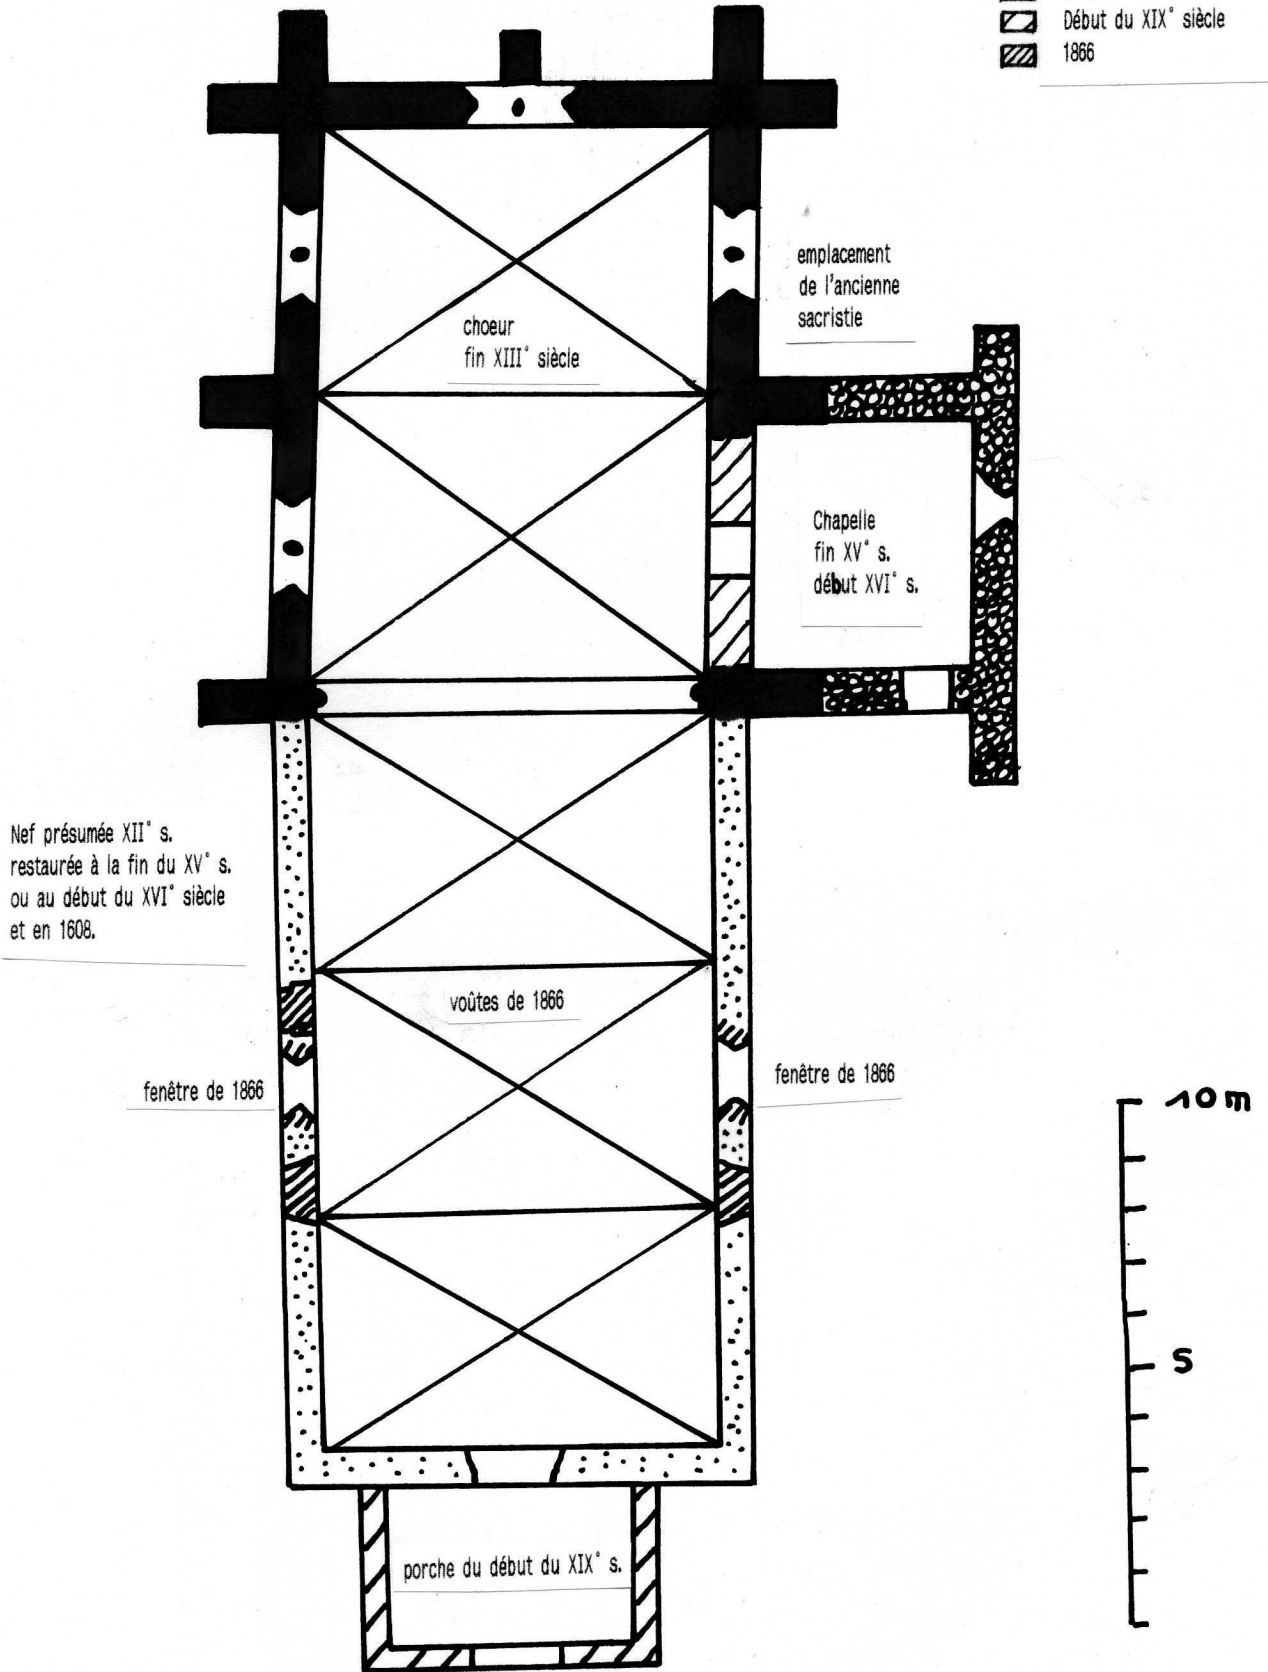 Début du XIX° siècle
1866
emplacement
de l'ancienne
sacristie
choeur
fin XIII° siècle
Chapelle
fin XV° s.
début XVI° s.
Nef présumée XII° s.
restaurée à la fin du XV° s.
ou au début du XVI° siècle
et en 1608.
voûtes de 1866
fenêtre de 1866
fenêtre de 1866
10 m
5
porche du début du XIX° s.